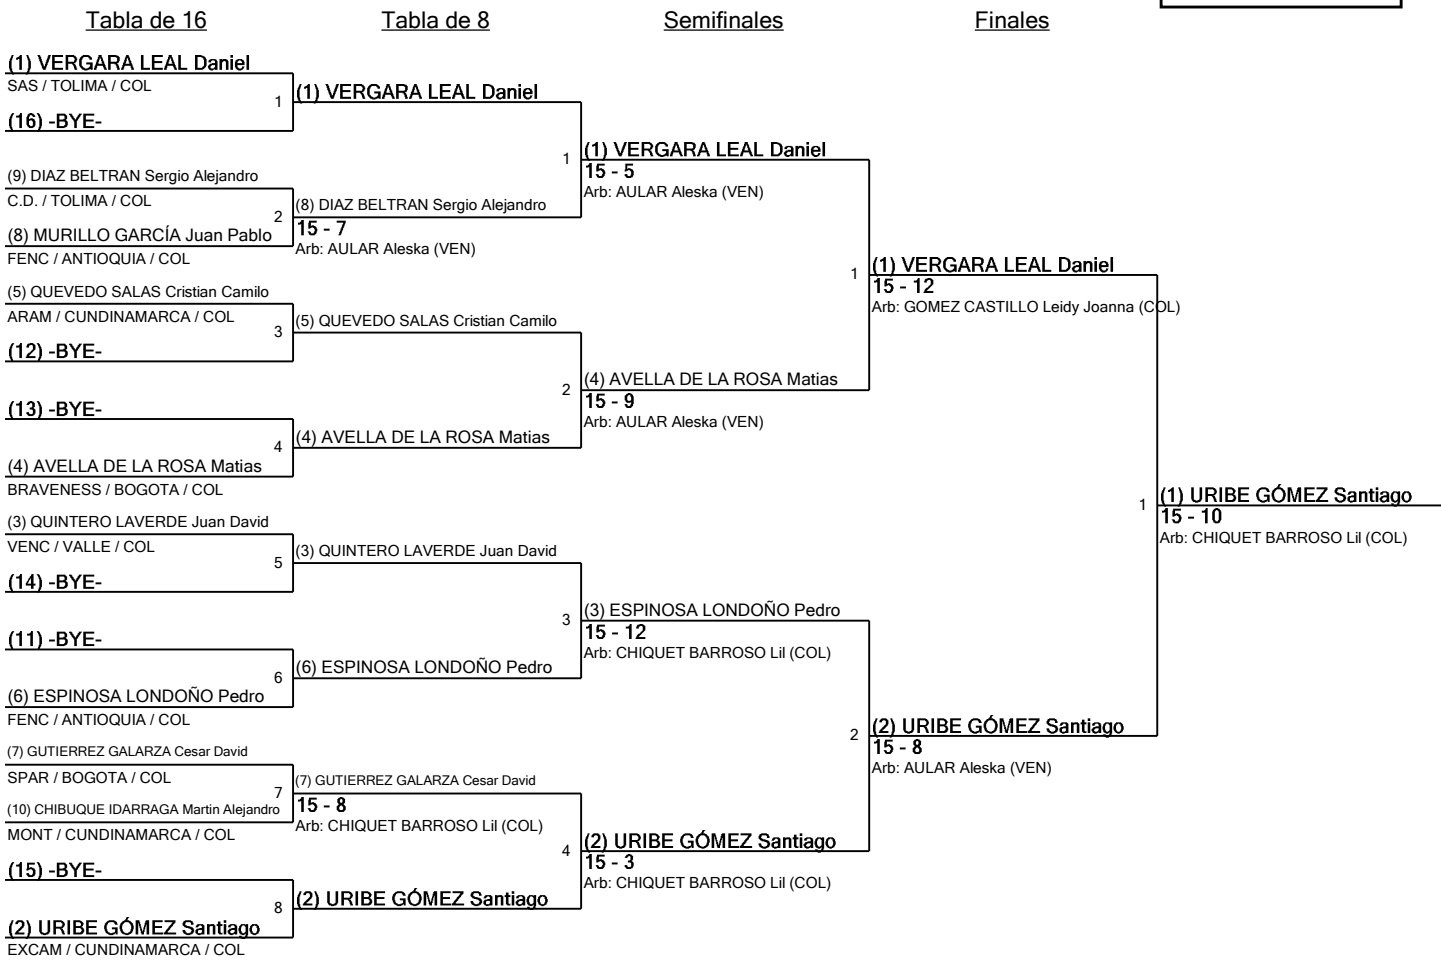 Tabla de 16
Tabla de 8
Semifinales
Finales
(1) VERGARA LEAL Daniel
SAS / TOLIMA / COL
1
(16) -BYE-
(9) DIAZ BELTRAN Sergio Alejandro
C.D. / TOLIMA / COL
2
(8) MURILLO GARCÍA Juan Pablo
FENC / ANTIOQUIA / COL
(5) QUEVEDO SALAS Cristian Camilo
ARAM / CUNDINAMARCA / COL
3
(12) -BYE-
(13) -BYE-
4
(4) AVELLA DE LA ROSA Matias
BRAVENESS / BOGOTA / COL
(3) QUINTERO LAVERDE Juan David
VENC / VALLE / COL
5
(14) -BYE-
(11) -BYE-
6
(6) ESPINOSA LONDOÑO Pedro
FENC / ANTIOQUIA / COL
(7) GUTIERREZ GALARZA Cesar David
SPAR / BOGOTA / COL
7
(10) CHIBUQUE IDARRAGA Martin Alejandro
MONT / CUNDINAMARCA / COL
(15) -BYE-
8
(2) URIBE GÓMEZ Santiago
EXCAM / CUNDINAMARCA / COL
(1) VERGARA LEAL Daniel
1
(8) DIAZ BELTRAN Sergio Alejandro
15 - 7
Arb: AULAR Aleska (VEN)
(5) QUEVEDO SALAS Cristian Camilo
2
(4) AVELLA DE LA ROSA Matias
(3) QUINTERO LAVERDE Juan David
3
(6) ESPINOSA LONDOÑO Pedro
(7) GUTIERREZ GALARZA Cesar David
15 - 8
Arb: CHIQUET BARROSO Lil (COL)
4
(2) URIBE GÓMEZ Santiago
(1) VERGARA LEAL Daniel
15 - 5
Arb: AULAR Aleska (VEN)
1
(4) AVELLA DE LA ROSA Matias
15 - 9
Arb: AULAR Aleska (VEN)
(3) ESPINOSA LONDOÑO Pedro
15 - 12
Arb: CHIQUET BARROSO Lil (COL)
2
(2) URIBE GÓMEZ Santiago
15 - 3
Arb: CHIQUET BARROSO Lil (COL)
(1) VERGARA LEAL Daniel
15 - 12
Arb: GOMEZ CASTILLO Leidy Joanna (COL)
1
(2) URIBE GÓMEZ Santiago
15 - 8
Arb: AULAR Aleska (VEN)
(1) URIBE GÓMEZ Santiago
15 - 10
Arb: CHIQUET BARROSO Lil (COL)